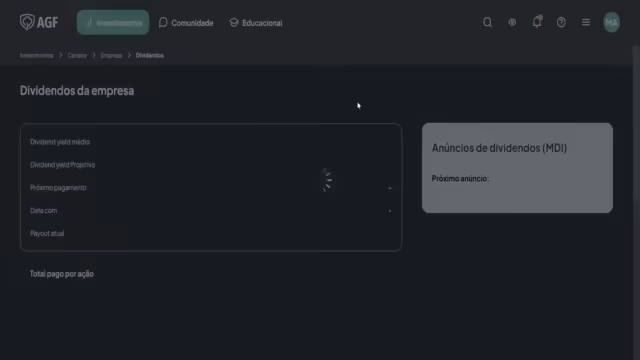 AGF
Investimentos
Comunidade
Educacional
MA
Investimentos > Carteira > Empresa > Dividendos
Dividendos da empresa
Dividend yield médio
Dividend yield Projetivo
Próximo pagamento
-
Data com
-
Payout atual
Anúncios de dividendos (MDI)
Próximo anúncio:
Total pago por ação